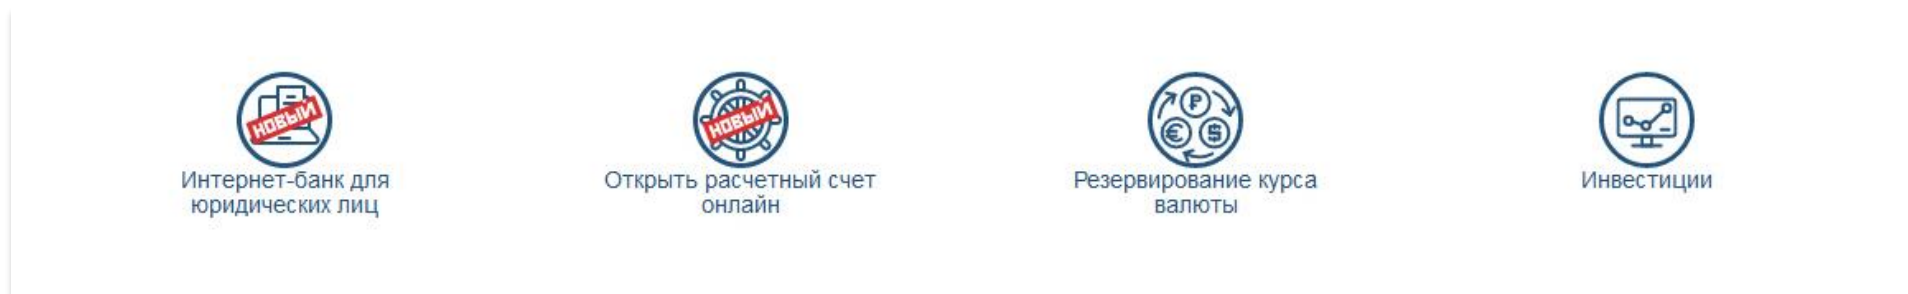 НОВЫЙ
Интернет-банк для
юридических лиц
НОВЫЙ
Открыть расчетный счет
онлайн
₽
€ $
Резервирование курса
валюты
Инвестиции